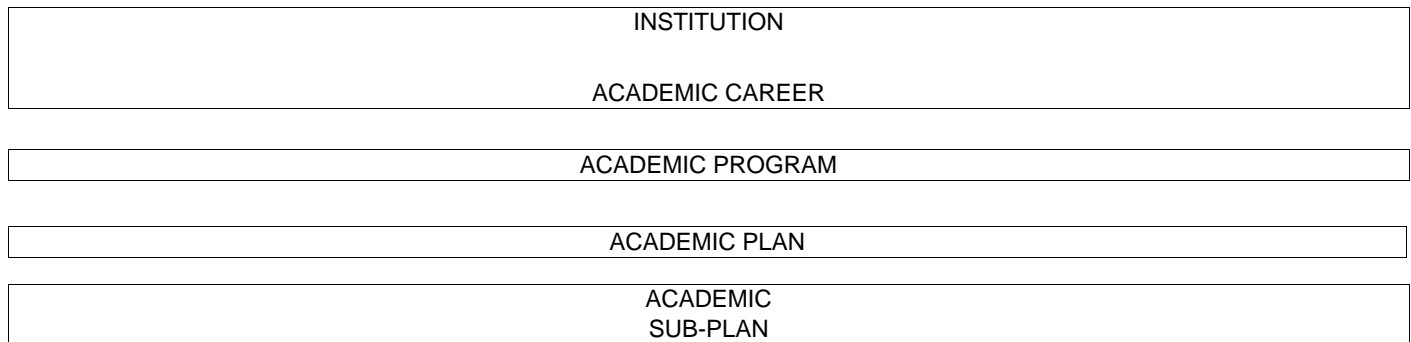 INSTITUTION
ACADEMIC CAREER
ACADEMIC PROGRAM
ACADEMIC PLAN
ACADEMIC
SUB-PLAN